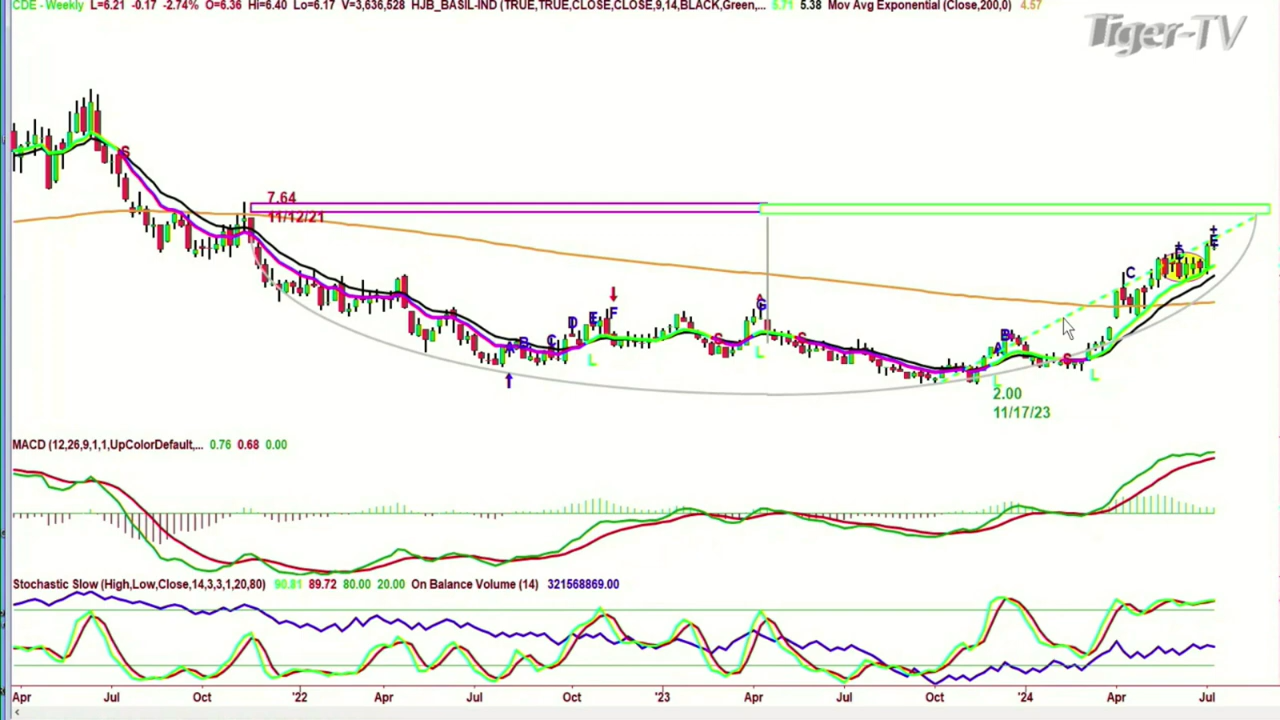 CDE - Weekly L=6.21 -0.17 -2.74% O=6.36 Hi=6.40 Lo=6.17 V=3,636,528 HJB_BASIL-IND (TRUE,TRUE,CLOSE,CLOSE,9,14,BLACK,Green,... 5.71 5.38 Mov Avg Exponential (Close,200,0) 4.57
Tiger-TV
S
7.64
11/12/21
A B C D E F
L
S
G
L
S
A B
L
2.00
11/17/23
S
L
C
D
E
MACD (12,26,9,1,1,UpColorDefault,... 0.76 0.68 0.00
Stochastic Slow (High,Low,Close,14,3,3,1,20,80) 90.81 89.72 80.00 20.00 On Balance Volume (14) 321568869.00
Apr Jul Oct '22 Apr Jul Oct '23 Apr Jul Oct '24 Apr Jul